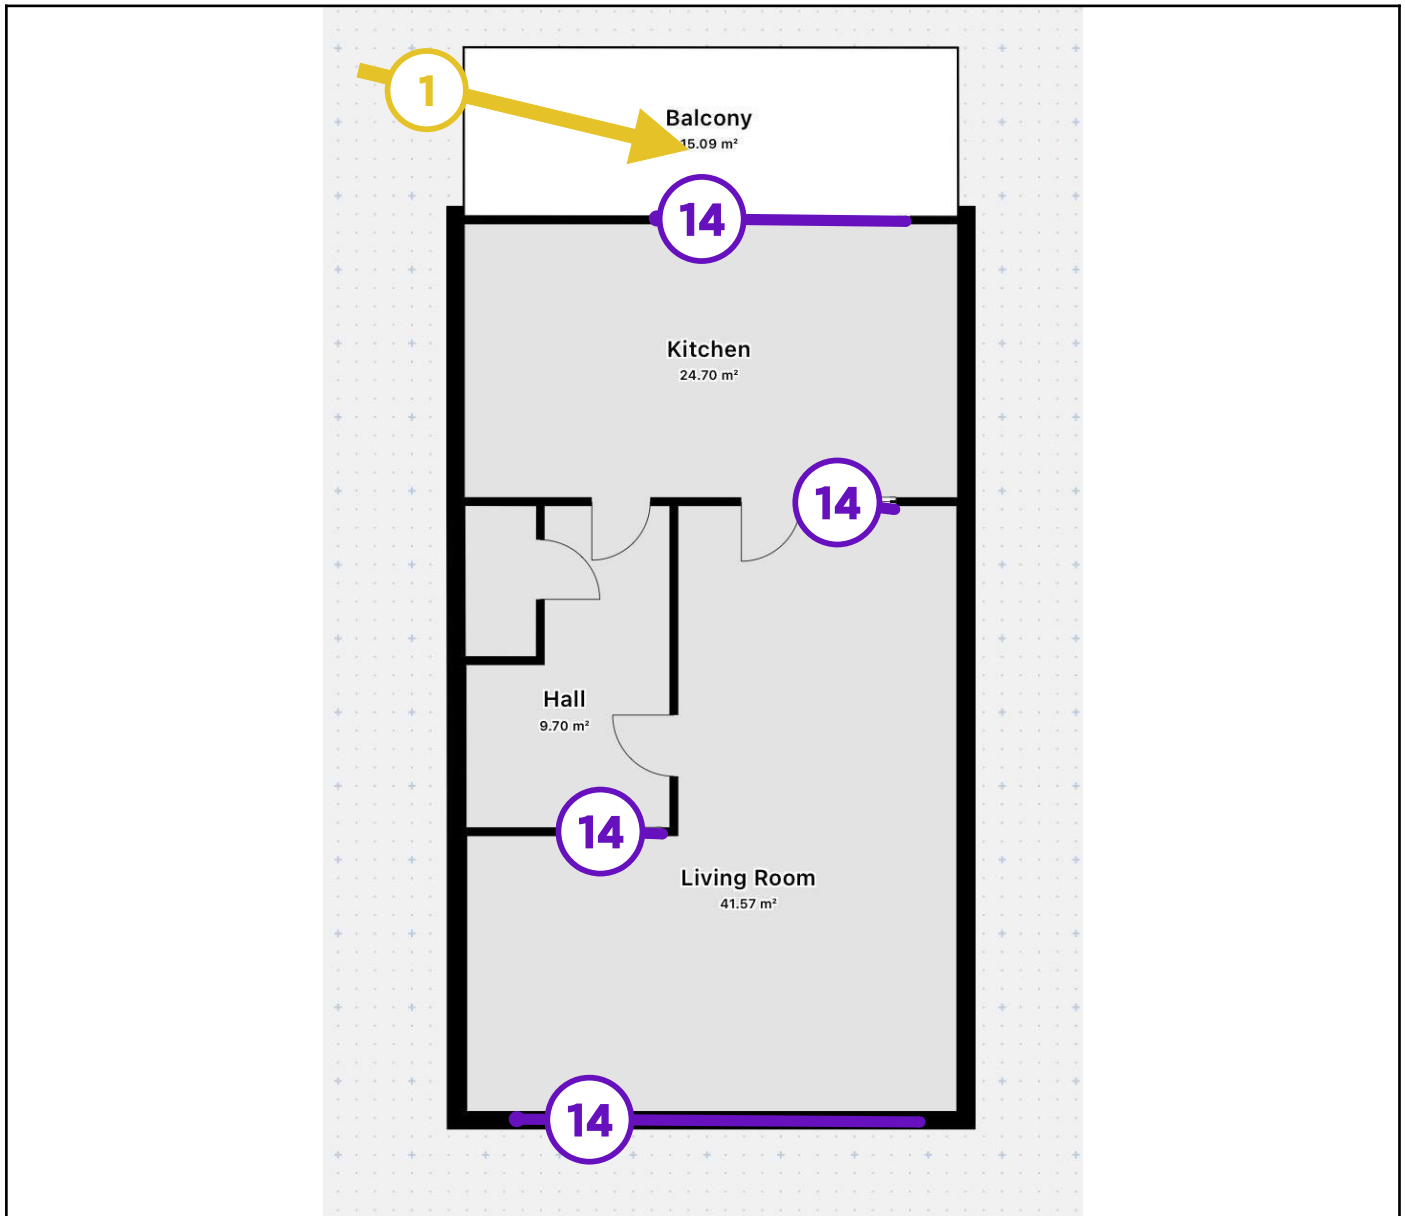 1
Balcony
15.09 m²
14
Kitchen
24.70 m²
14
Hall
9.70 m²
14
Living Room
41.57 m²
14